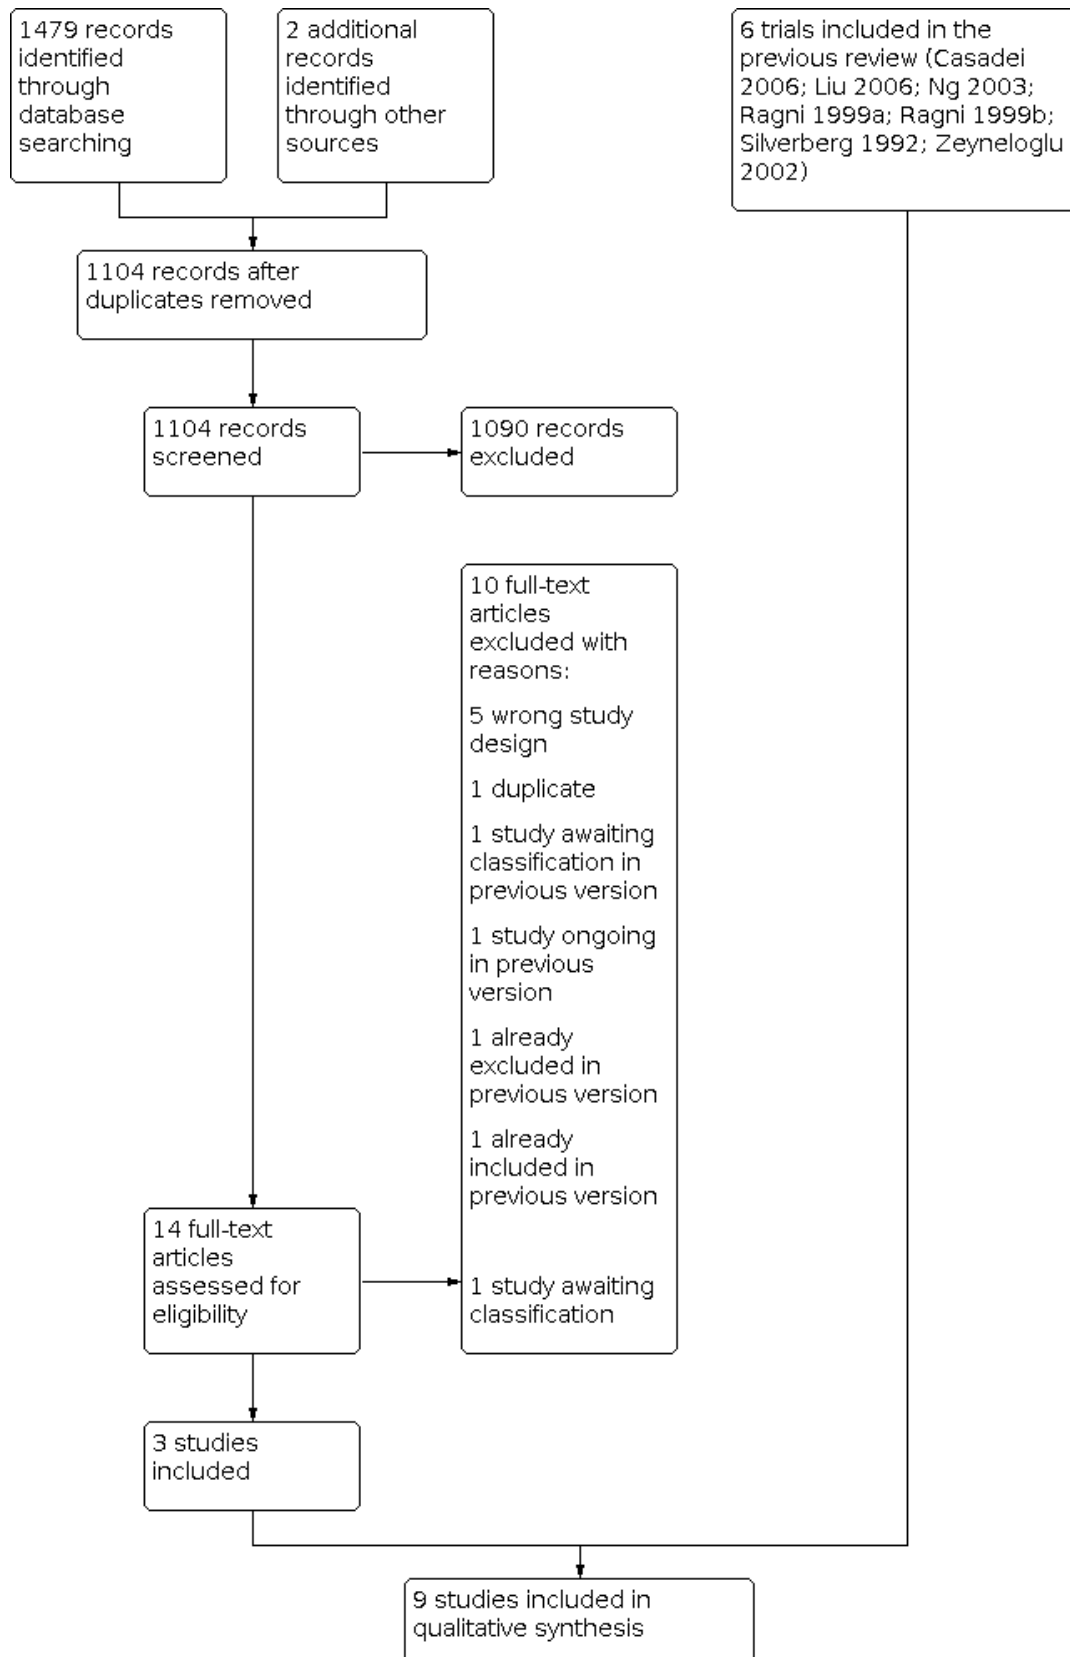 1479 records
identified
through
database
searching
2 additional
records
identified
through other
sources
6 trials included in the
previous review (Casadei
2006; Liu 2006; Ng 2003;
Ragni 1999a; Ragni 1999b;
Silverberg 1992; Zeyneloglu
2002)
1104 records after
duplicates removed
1104 records
screened
1090 records
excluded
10 full-text
articles
excluded with
reasons:
5 wrong study
design
1 duplicate
1 study awaiting
classification in
previous version
1 study ongoing
in previous
version
1 already
excluded in
previous version
1 already
included in
previous version
1 study awaiting
classification
14 full-text
articles
assessed for
eligibility
3 studies
included
9 studies included in
qualitative synthesis